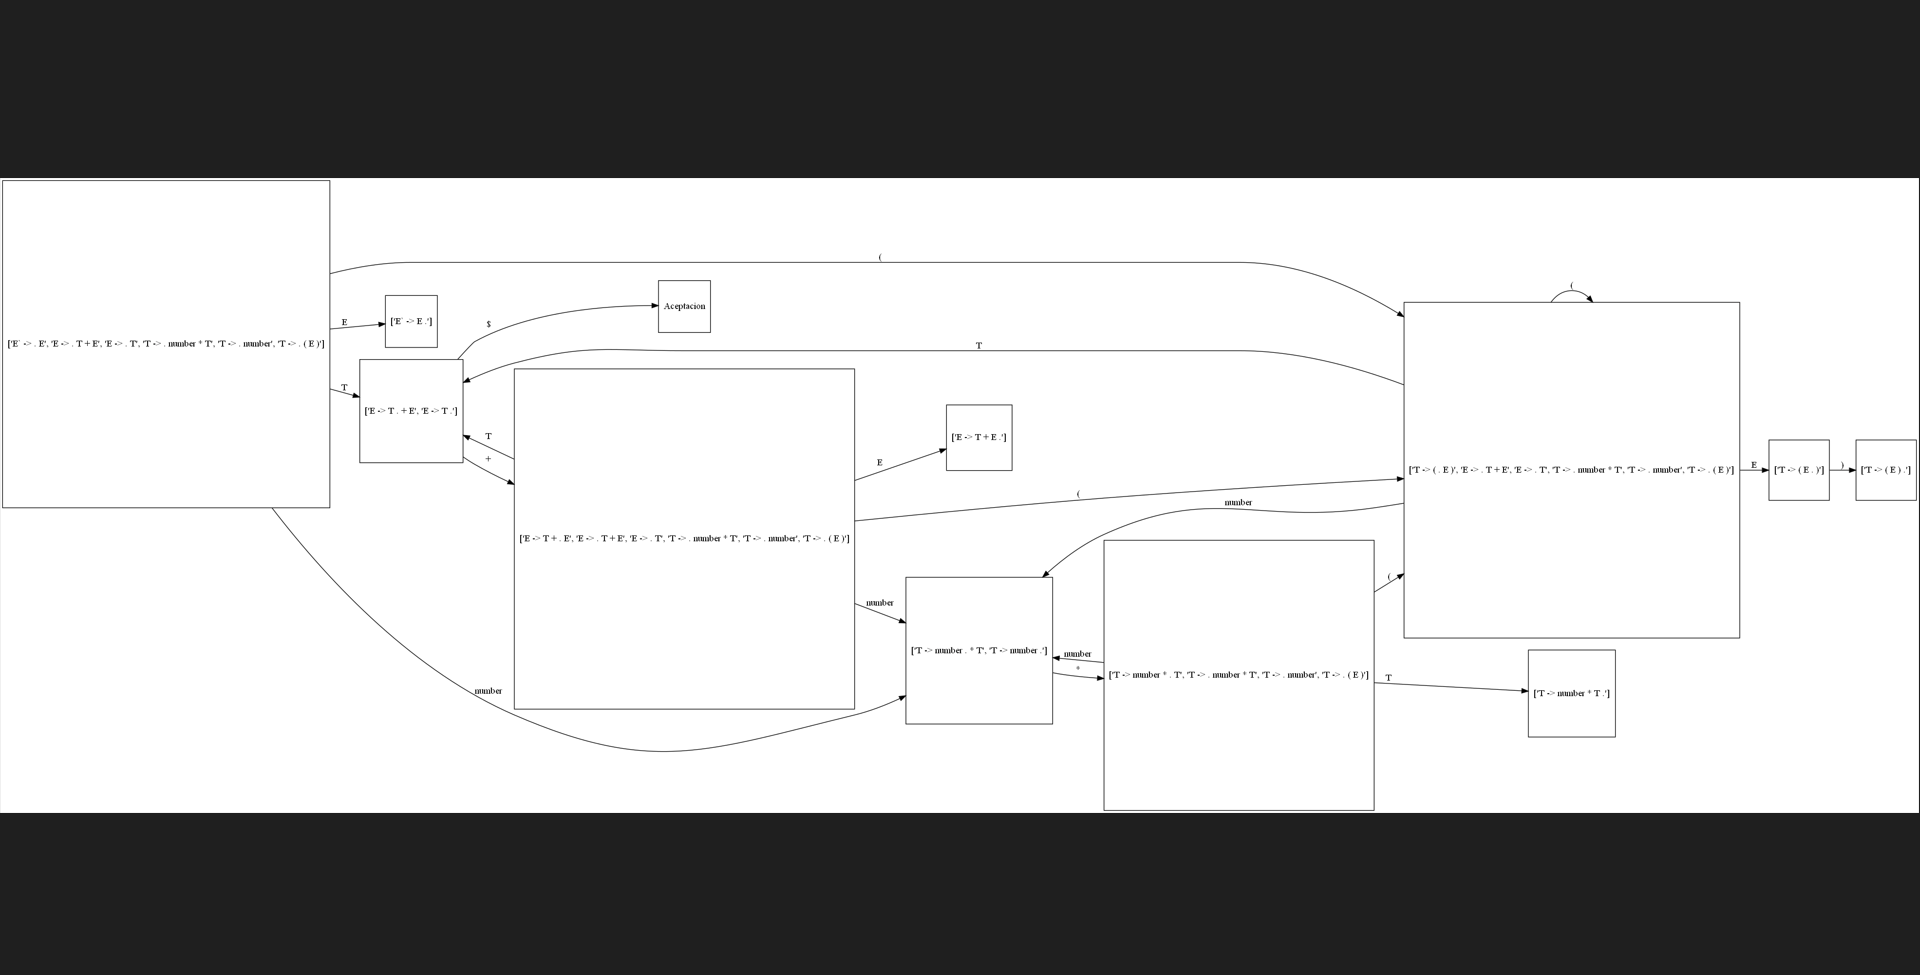 (
(
['E´ -> E .']
E
Aceptacion
$
['E´ -> . E', 'E -> . T + E', 'E -> . T', 'T -> . number * T', 'T -> . number', 'T -> . ( E )']
T
T
['E -> T . + E', 'E -> T .']
T
+
['E -> T + E .']
E
['T -> ( . E )', 'E -> . T + E', 'E -> . T', 'T -> . number * T', 'T -> . number', 'T -> . ( E )']
E
['T -> ( E . )']
)
['T -> ( E ) .']
(
number
['E -> T + . E', 'E -> . T + E', 'E -> . T', 'T -> . number * T', 'T -> . number', 'T -> . ( E )']
(
number
['T -> number . * T', 'T -> number .']
number
['T -> number * . T', 'T -> . number * T', 'T -> . number', 'T -> . ( E )']
T
['T -> number * T .']
number